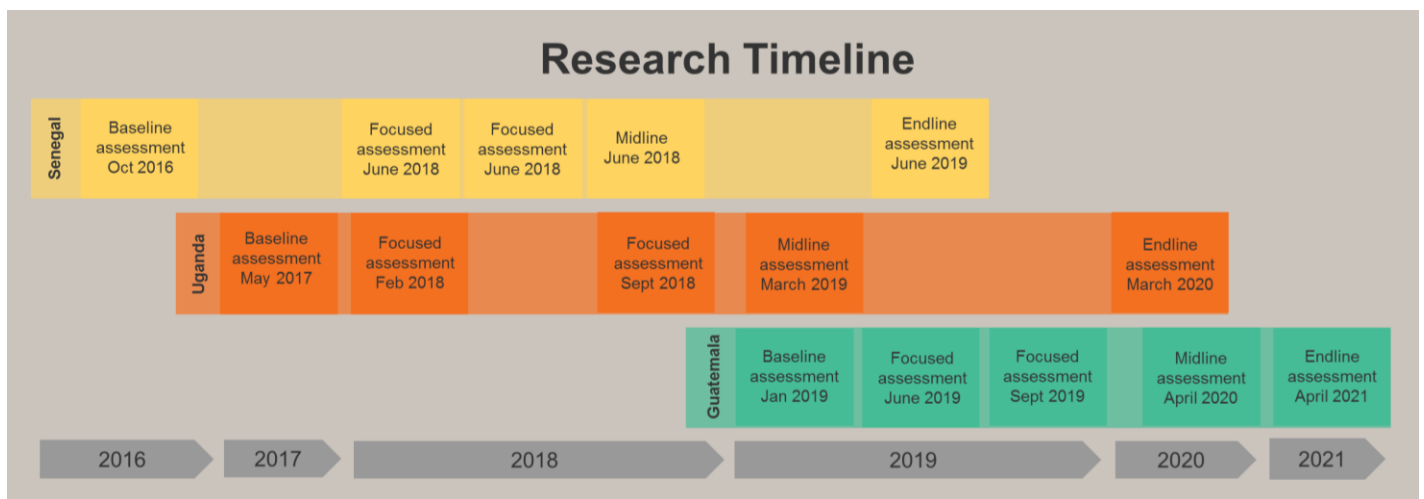 Research Timeline
Senegal
Baseline
assessment
Oct 2016
Focused
assessment
June 2018
Focused
assessment
June 2018
Midline
June 2018
Endline
assessment
June 2019
Uganda
Baseline
assessment
May 2017
Focused
assessment
Feb 2018
Focused
assessment
Sept 2018
Midline
assessment
March 2019
Endline
assessment
March 2020
Guatemala
Baseline
assessment
Jan 2019
Focused
assessment
June 2019
Focused
assessment
Sept 2019
Midline
assessment
April 2020
Endline
assessment
April 2021
2016
2017
2018
2019
2020
2021